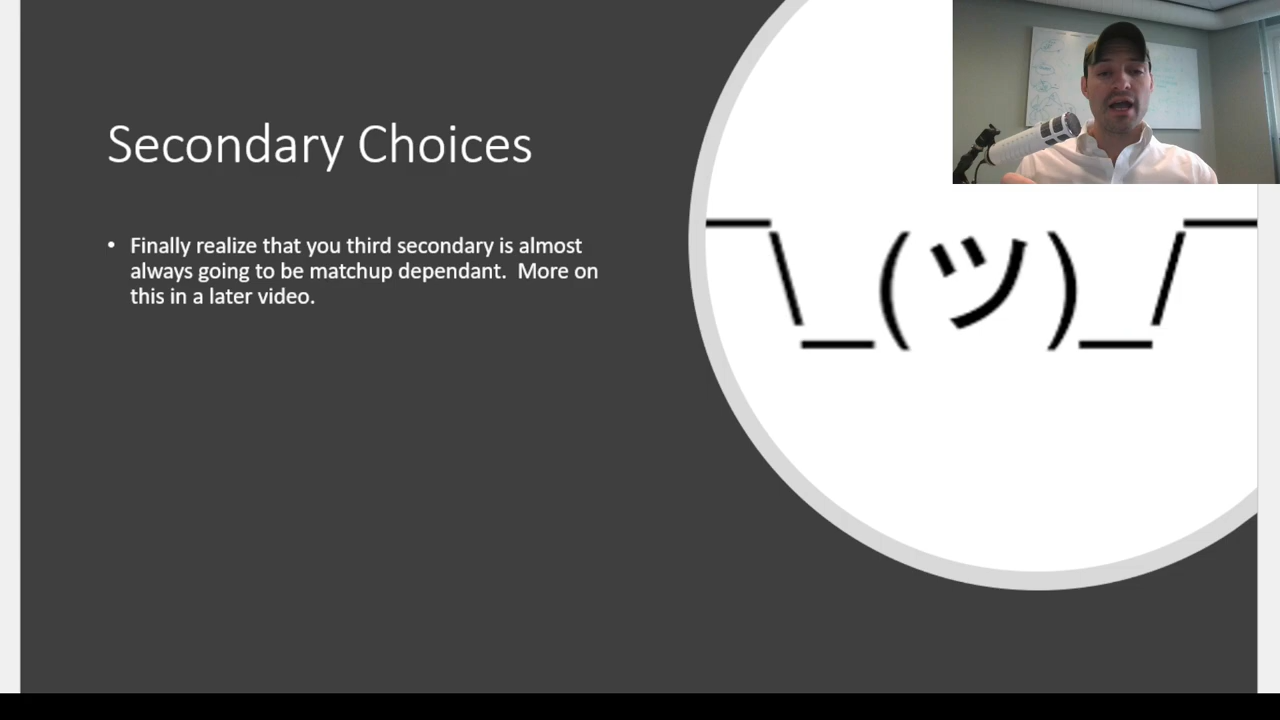 Secondary Choices
• Finally realize that you third secondary is almost
always going to be matchup dependant.  More on
this in a later video.
¯\_(ツ)_/¯